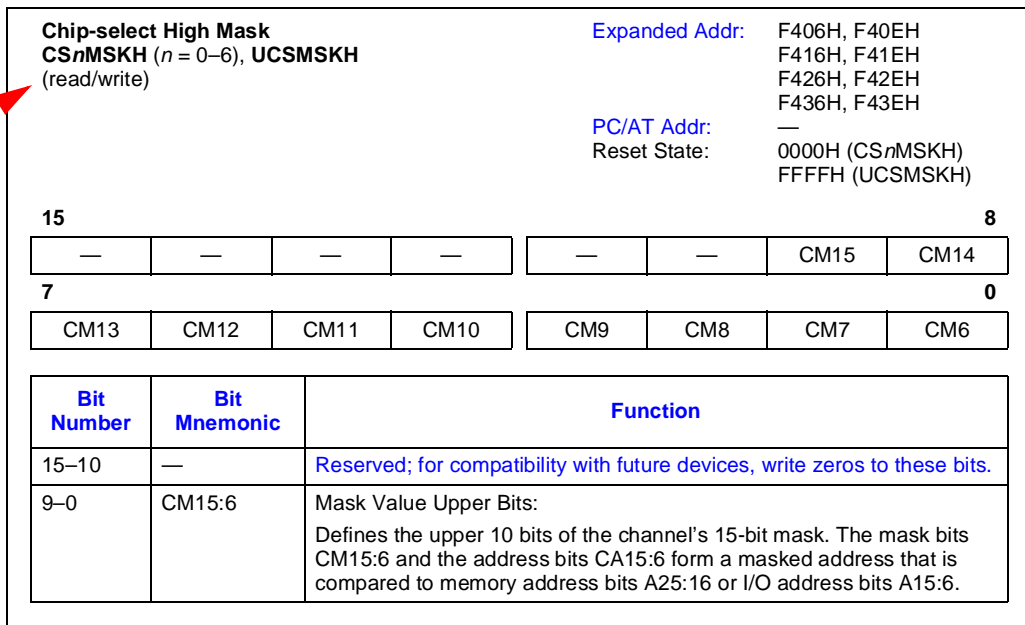 Chip-select High Mask
CSnMSKH (n = 0–6), UCSMSKH
(read/write)
Expanded Addr: F406H, F40EH
F416H, F41EH
F426H, F42EH
F436H, F43EH
PC/AT Addr: —
Reset State: 0000H (CSnMSKH)
FFFFH (UCSMSKH)
15 8
— — — — — — CM15 CM14
7 0
CM13 CM12 CM11 CM10 CM9 CM8 CM7 CM6
Bit Number Bit Mnemonic Function
15–10 — Reserved; for compatibility with future devices, write zeros to these bits.
9–0 CM15:6 Mask Value Upper Bits:
Defines the upper 10 bits of the channel's 15-bit mask. The mask bits
CM15:6 and the address bits CA15:6 form a masked address that is
compared to memory address bits A25:16 or I/O address bits A15:6.